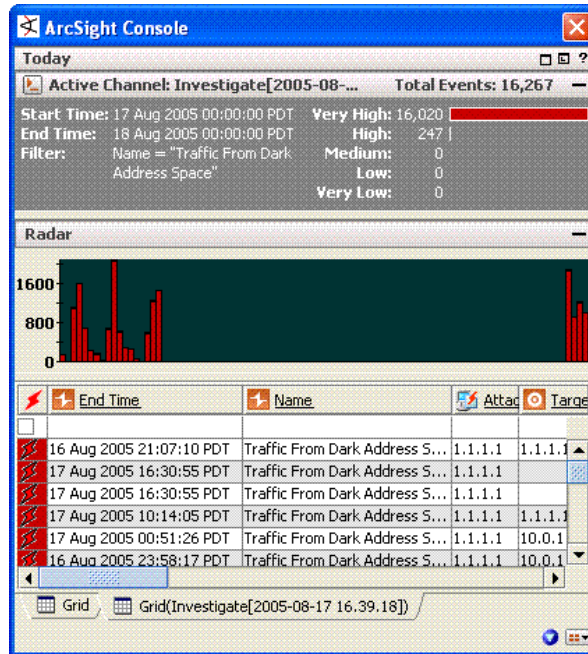 ArcSight Console
Today
?
Active Channel: Investigate[2005-08-... Total Events: 16,267
Start Time: 17 Aug 2005 00:00:00 PDT Very High: 16,020
End Time: 18 Aug 2005 00:00:00 PDT High: 247
Filter: Name = "Traffic From Dark Medium: 0
Address Space" Low: 0
Very Low: 0
Radar
1600
800
0
End Time Name Attac Targe
16 Aug 2005 21:07:10 PDT Traffic From Dark Address S... 1.1.1.1 1.1.1.1
17 Aug 2005 16:30:55 PDT Traffic From Dark Address S... 1.1.1.1
17 Aug 2005 16:30:55 PDT Traffic From Dark Address S... 1.1.1.1
17 Aug 2005 10:14:05 PDT Traffic From Dark Address S... 1.1.1.1 1.1.1.1
17 Aug 2005 00:51:26 PDT Traffic From Dark Address S... 1.1.1.1 10.0.1
16 Aug 2005 23:58:17 PDT Traffic From Dark Address S... 1.1.1.1 10.0.1
Grid Grid(Investigate[2005-08-17 16.39.18])